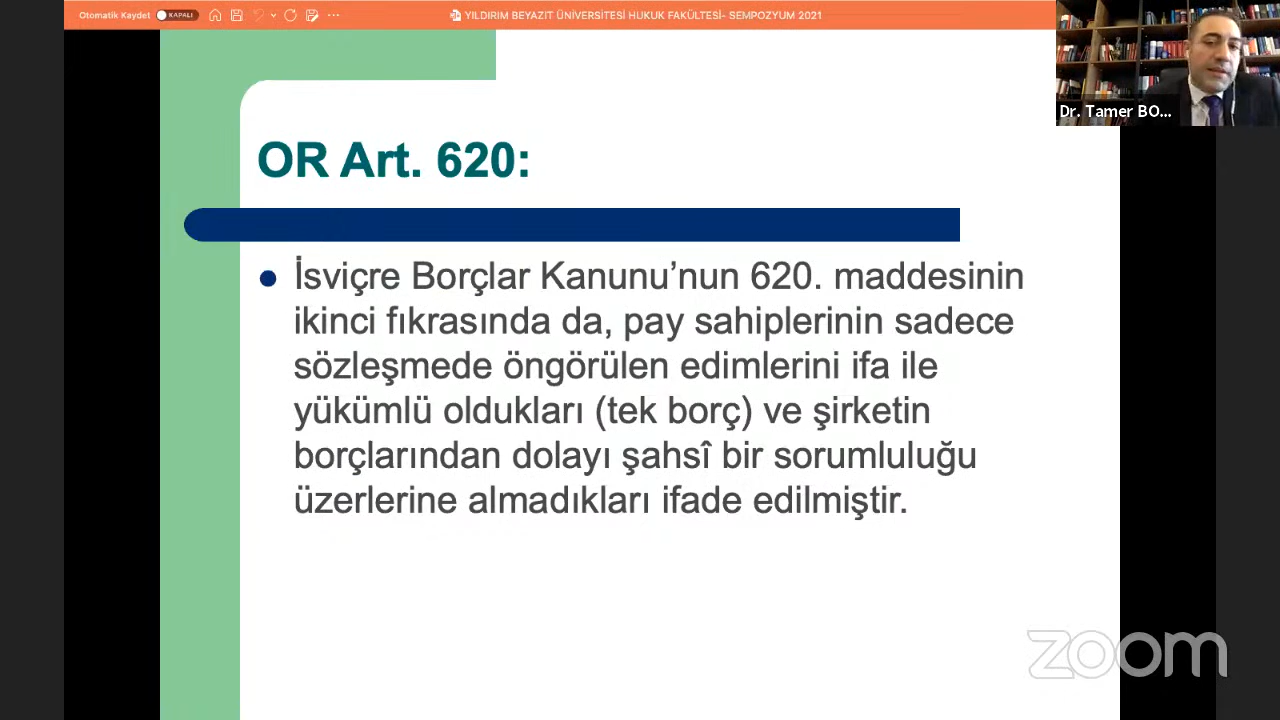 Otomatik Kaydet KAPALI
YILDIRIM BEYAZIT ÜNİVERSİTESİ HUKUK FAKÜLTESİ- SEMPOZYUM 2021
Dr. Tamer BO...
OR Art. 620:
İsviçre Borçlar Kanunu’nun 620. maddesinin
ikinci fıkrasında da, pay sahiplerinin sadece
sözleşmede öngörülen edimlerini ifa ile
yükümlü oldukları (tek borç) ve şirketin
borçlarından dolayı şahsî bir sorumluluğu
üzerlerine almadıkları ifade edilmiştir.
zoom